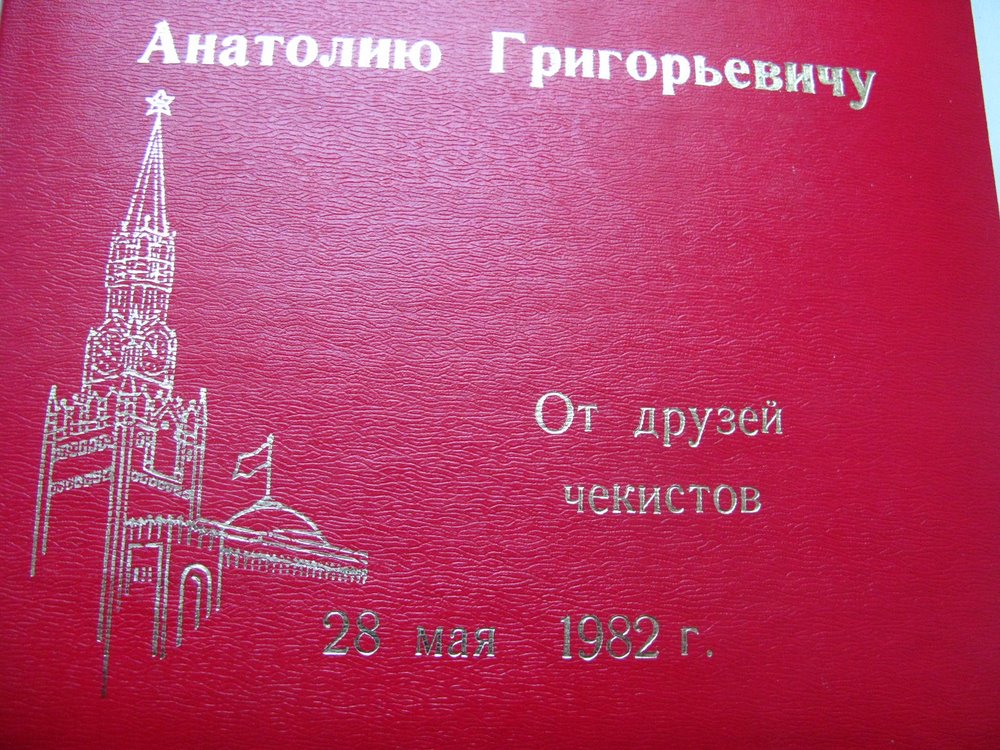 Анатолию Григорьевичу
От друзей
чекистов
28 мая 1982 г.